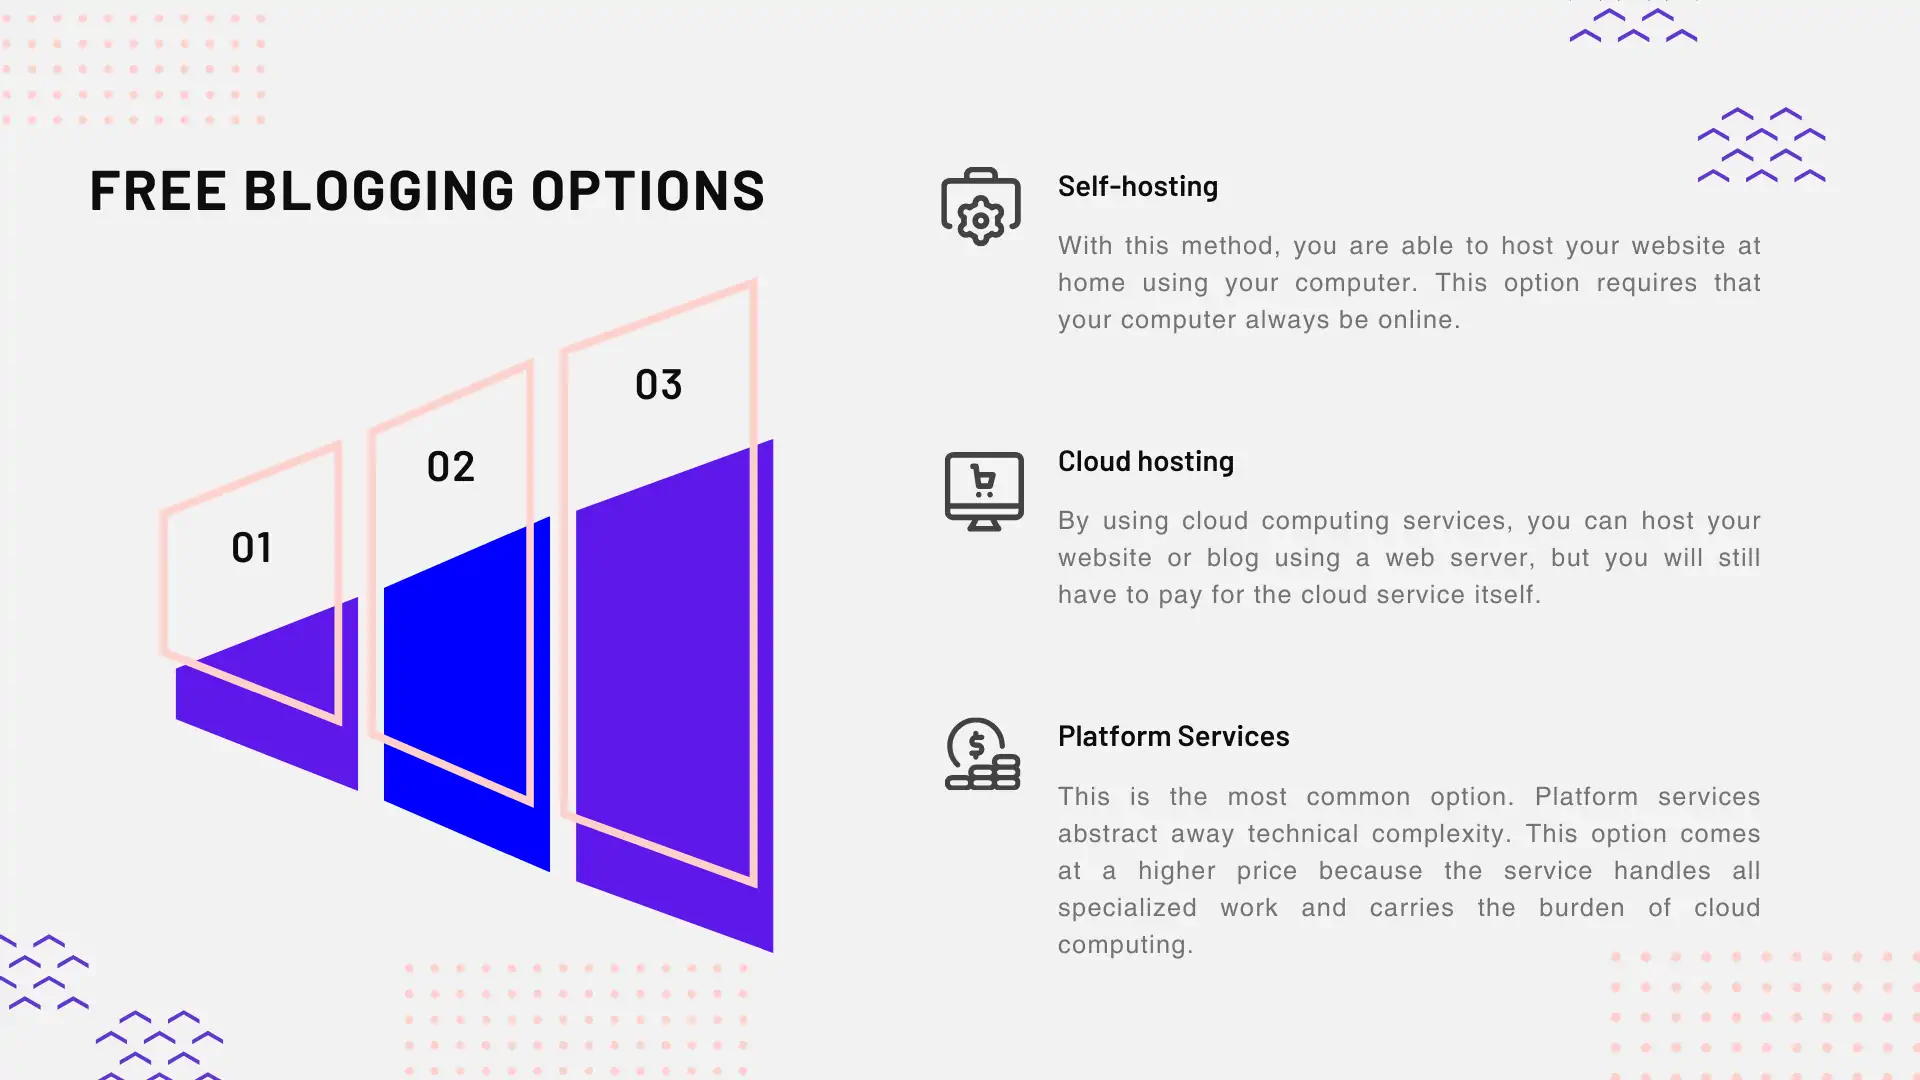 FREE BLOGGING OPTIONS
01
02
03
Self-hosting
With this method, you are able to host your website at
home using your computer. This option requires that
your computer always be online.
Cloud hosting
By using cloud computing services, you can host your
website or blog using a web server, but you will still
have to pay for the cloud service itself.
Platform Services
This is the most common option. Platform services
abstract away technical complexity. This option comes
at a higher price because the service handles all
specialized work and carries the burden of cloud
computing.